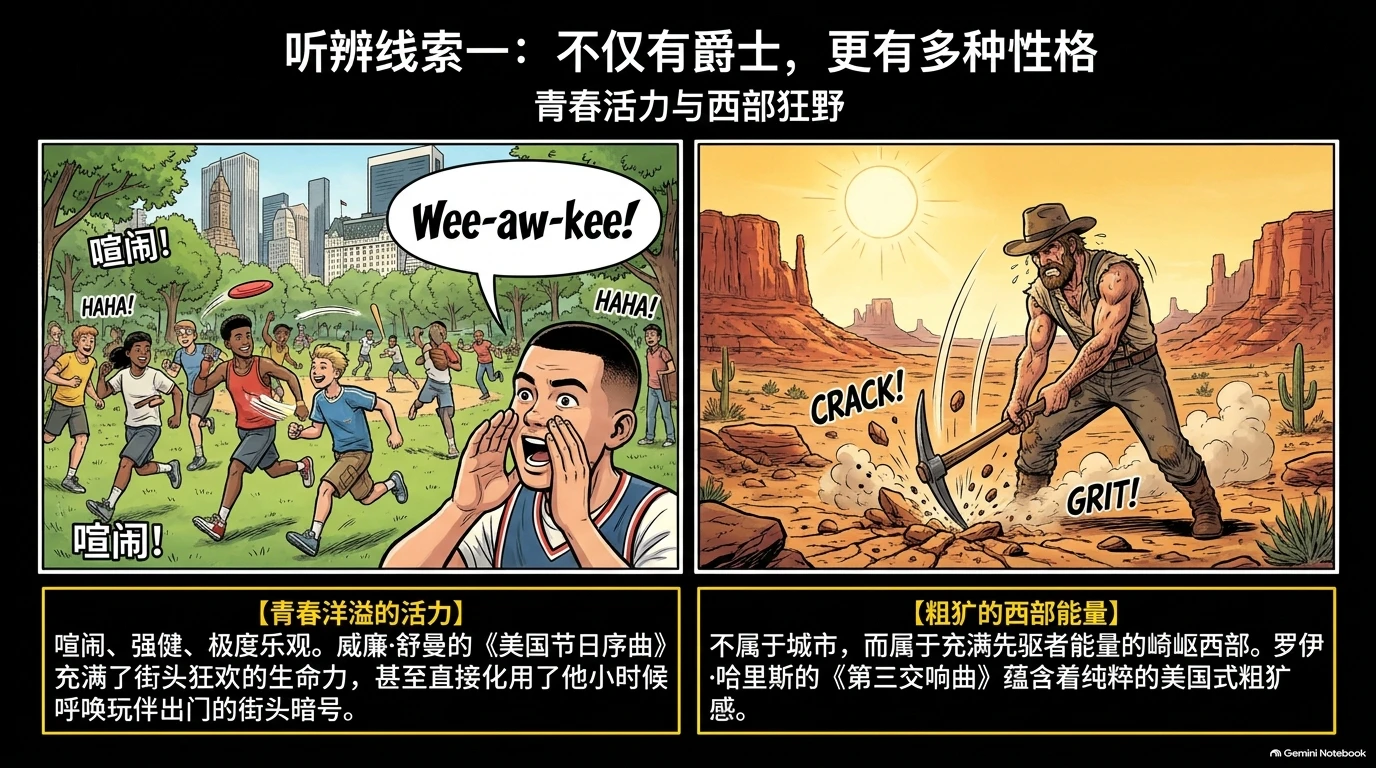 听辨线索一：不仅有爵士，更有多种性格
青春活力与西部狂野
喧闹！
Wee-aw-kee!
HAHA!
HAHA!
喧闹！
CRACK!
GRIT!
【青春洋溢的活力】
喧闹、强健、极度乐观。威廉·舒曼的《美国节日序曲》
充满了街头狂欢的生命力，甚至直接化用了他小时候
呼唤玩伴出门的街头暗号。
【粗犷的西部能量】
不属于城市，而属于充满先驱者能量的崎岖西部。罗伊
·哈里斯的《第三交响曲》蕴含着纯粹的美国式粗犷
感。
Gemini Notebook